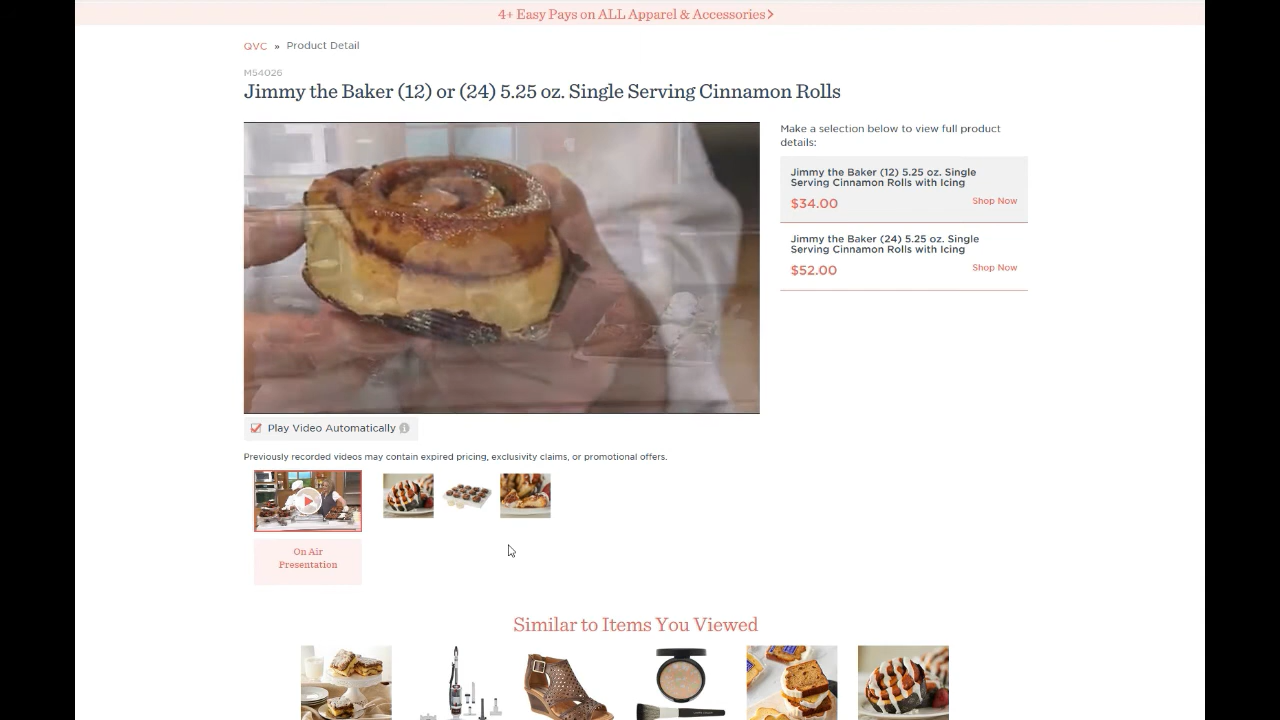 4+ Easy Pays on ALL Apparel & Accessories
QVC » Product Detail
M54026
Jimmy the Baker (12) or (24) 5.25 oz. Single Serving Cinnamon Rolls
Make a selection below to view full product
details:
Jimmy the Baker (12) 5.25 oz. Single
Serving Cinnamon Rolls with Icing
$34.00 Shop Now
Jimmy the Baker (24) 5.25 oz. Single
Serving Cinnamon Rolls with Icing
$52.00 Shop Now
Play Video Automatically
Previously recorded videos may contain expired pricing, exclusivity claims, or promotional offers.
On Air
Presentation
Similar to Items You Viewed